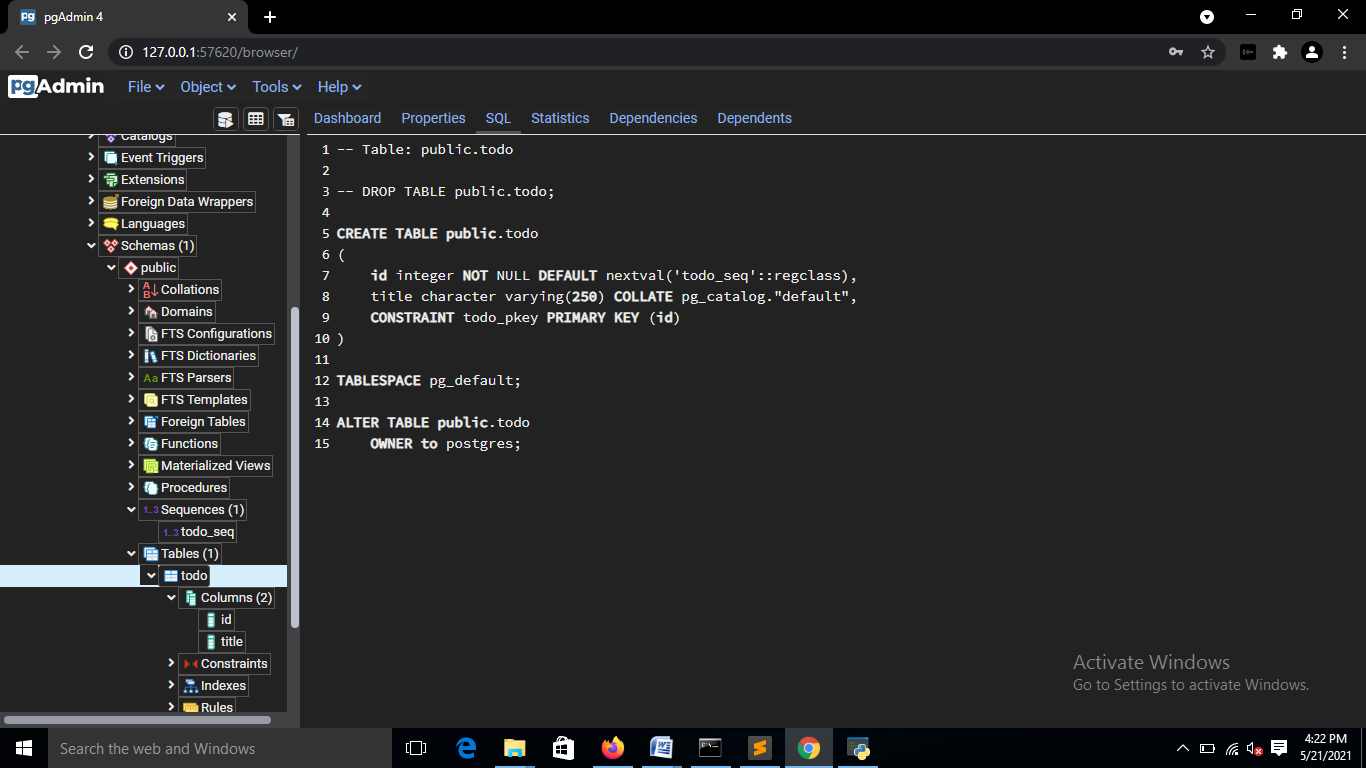 pgAdmin 4
127.0.0.1:57620/browser/
pgAdmin File Object Tools Help
Dashboard Properties SQL Statistics Dependencies Dependents
Catalogs
Event Triggers
Extensions
Foreign Data Wrappers
Languages
Schemas (1)
public
Collations
Domains
FTS Configurations
FTS Dictionaries
Aa FTS Parsers
FTS Templates
Foreign Tables
Functions
Materialized Views
Procedures
1..3 Sequences (1)
1..3 todo_seq
Tables (1)
todo
Columns (2)
id
title
Constraints
Indexes
Rules
1 -- Table: public.todo
2
3 -- DROP TABLE public.todo;
4
5 CREATE TABLE public.todo
6 (
7     id integer NOT NULL DEFAULT nextval('todo_seq'::regclass),
8     title character varying(250) COLLATE pg_catalog."default",
9     CONSTRAINT todo_pkey PRIMARY KEY (id)
10 )
11
12 TABLESPACE pg_default;
13
14 ALTER TABLE public.todo
15     OWNER to postgres;
Activate Windows
Go to Settings to activate Windows.
Search the web and Windows
4:22 PM
5/21/2021